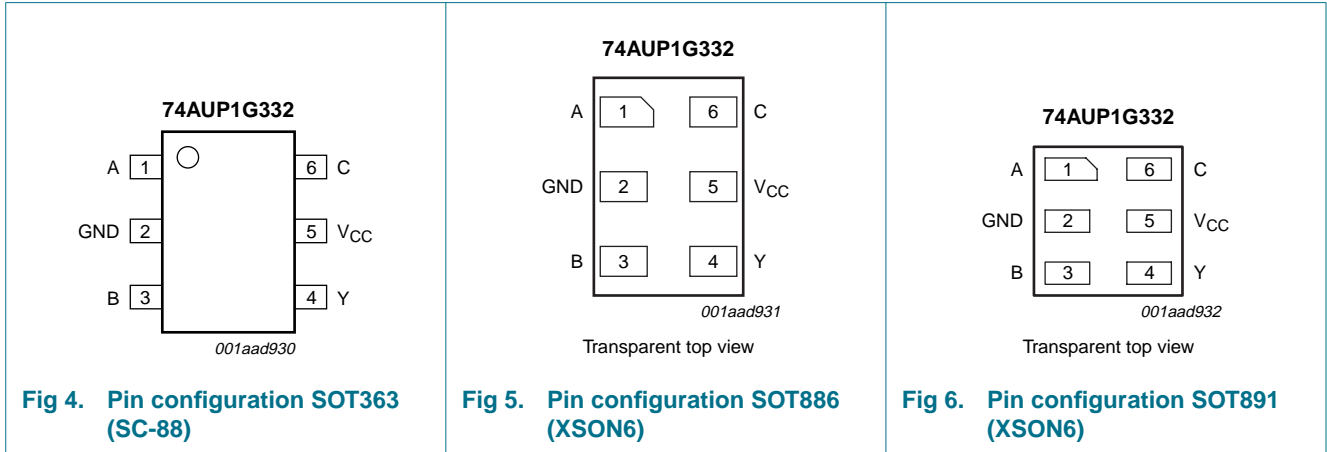 74AUP1G332
A 1 6 C
GND 2 5 VCC
B 3 4 Y
001aad930
Fig 4. Pin configuration SOT363
(SC-88)
74AUP1G332
A 1 6 C
GND 2 5 VCC
B 3 4 Y
001aad931
Transparent top view
Fig 5. Pin configuration SOT886
(XSON6)
74AUP1G332
A 1 6 C
GND 2 5 VCC
B 3 4 Y
001aad932
Transparent top view
Fig 6. Pin configuration SOT891
(XSON6)